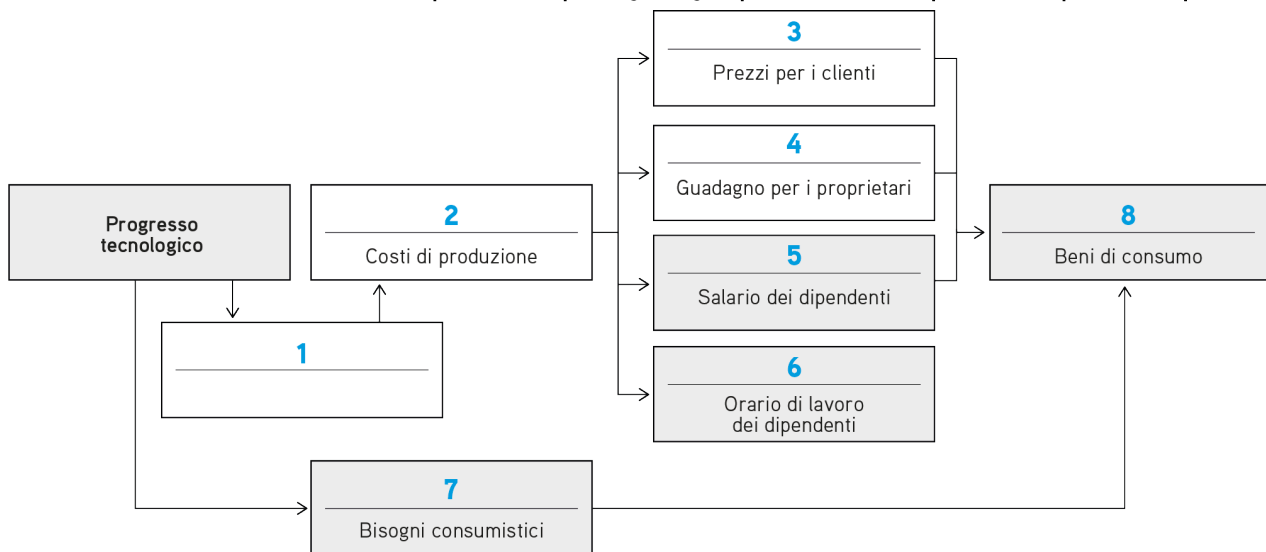 3
Prezzi per i clienti
4
Guadagno per i proprietari
Progresso
tecnologico
2
Costi di produzione
5
Salario dei dipendenti
8
Beni di consumo
1
6
Orario di lavoro
dei dipendenti
7
Bisogni consumistici